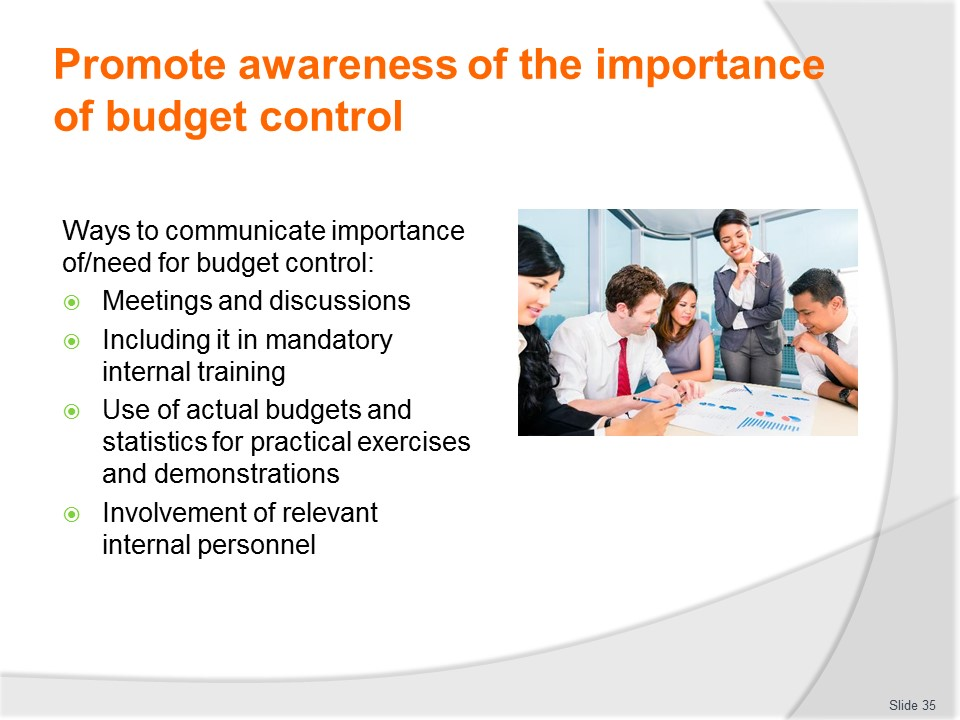 Promote awareness of the importance
of budget control
Ways to communicate importance
of/need for budget control:
Meetings and discussions
Including it in mandatory
internal training
Use of actual budgets and
statistics for practical exercises
and demonstrations
Involvement of relevant
internal personnel
Slide 35